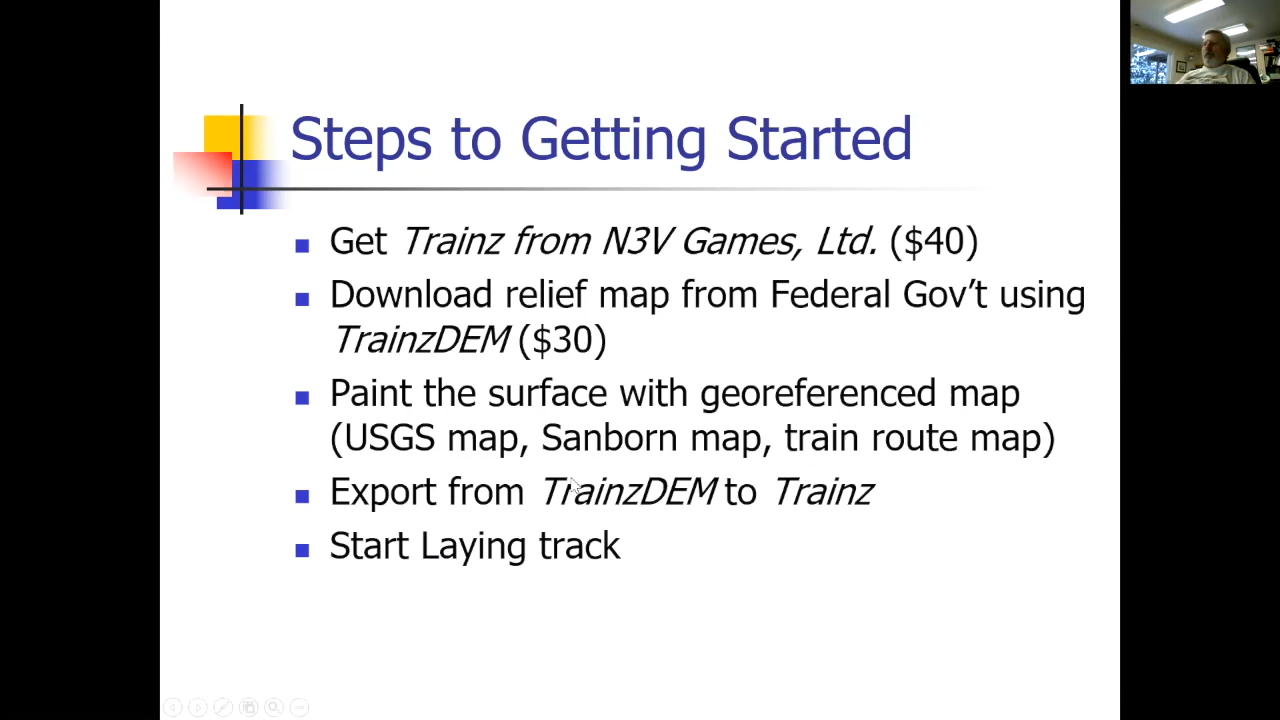 Steps to Getting Started
Get Trainz from N3V Games, Ltd. ($40)
Download relief map from Federal Gov’t using
TrainzDEM ($30)
Paint the surface with georeferenced map
(USGS map, Sanborn map, train route map)
Export from TrainzDEM to Trainz
Start Laying track